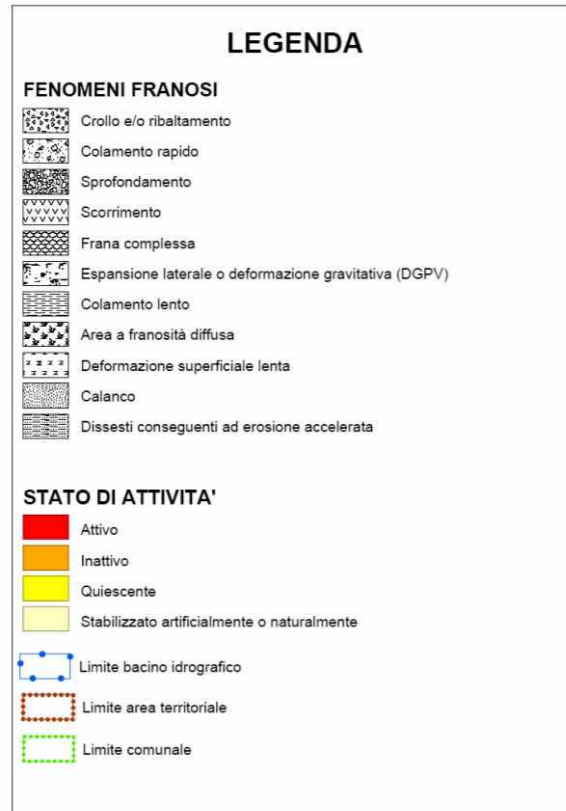 LEGENDA
FENOMENI FRANOSI
Crollo e/o ribaltamento
Colamento rapido
Sprofondamento
Scorrimento
Frana complessa
Espansione laterale o deformazione gravitativa (DGPV)
Colamento lento
Area a franosità diffusa
Deformazione superficiale lenta
Calanco
Dissesti conseguenti ad erosione accelerata
STATO DI ATTIVITA'
Attivo
Inattivo
Quiescente
Stabilizzato artificialmente o naturalmente
Limite bacino idrografico
Limite area territoriale
Limite comunale